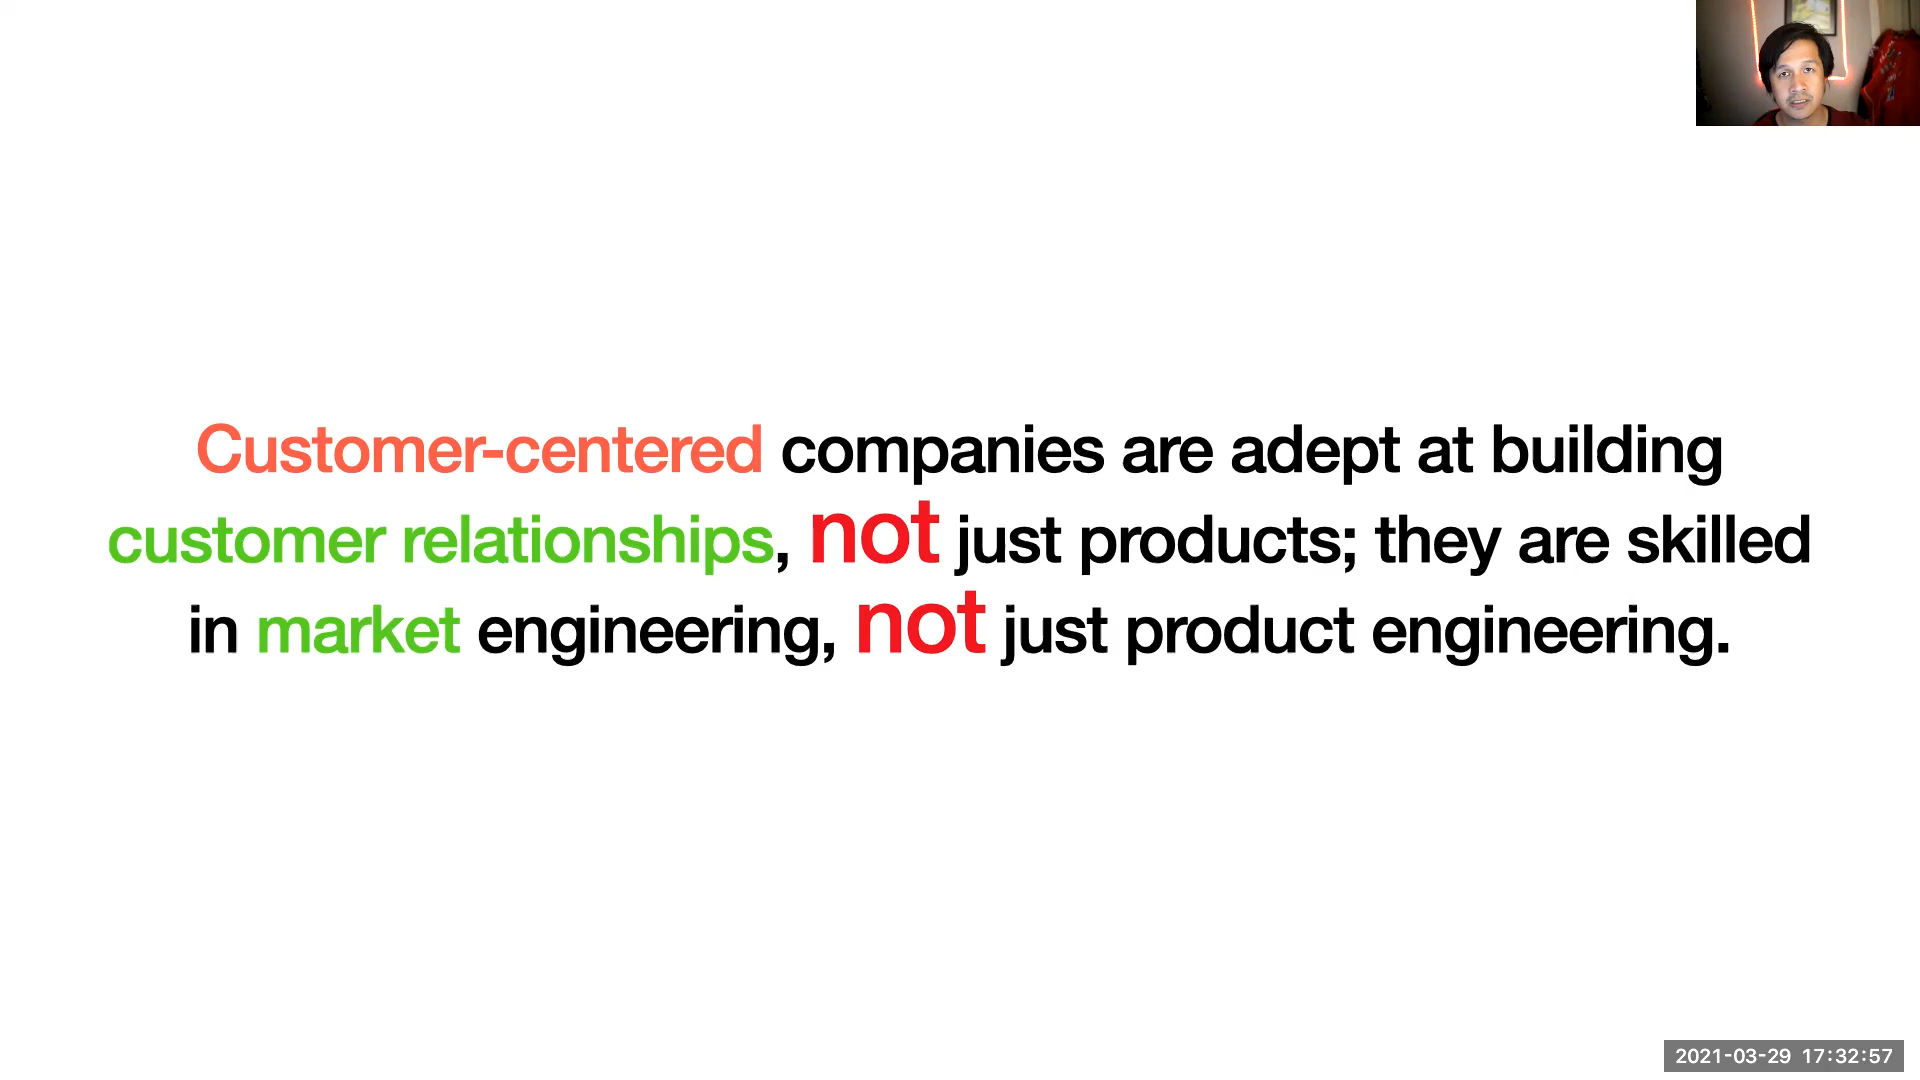 Customer-centered companies are adept at building
customer relationships, not just products; they are skilled
in market engineering, not just product engineering.
2021-03-29 17:32:57